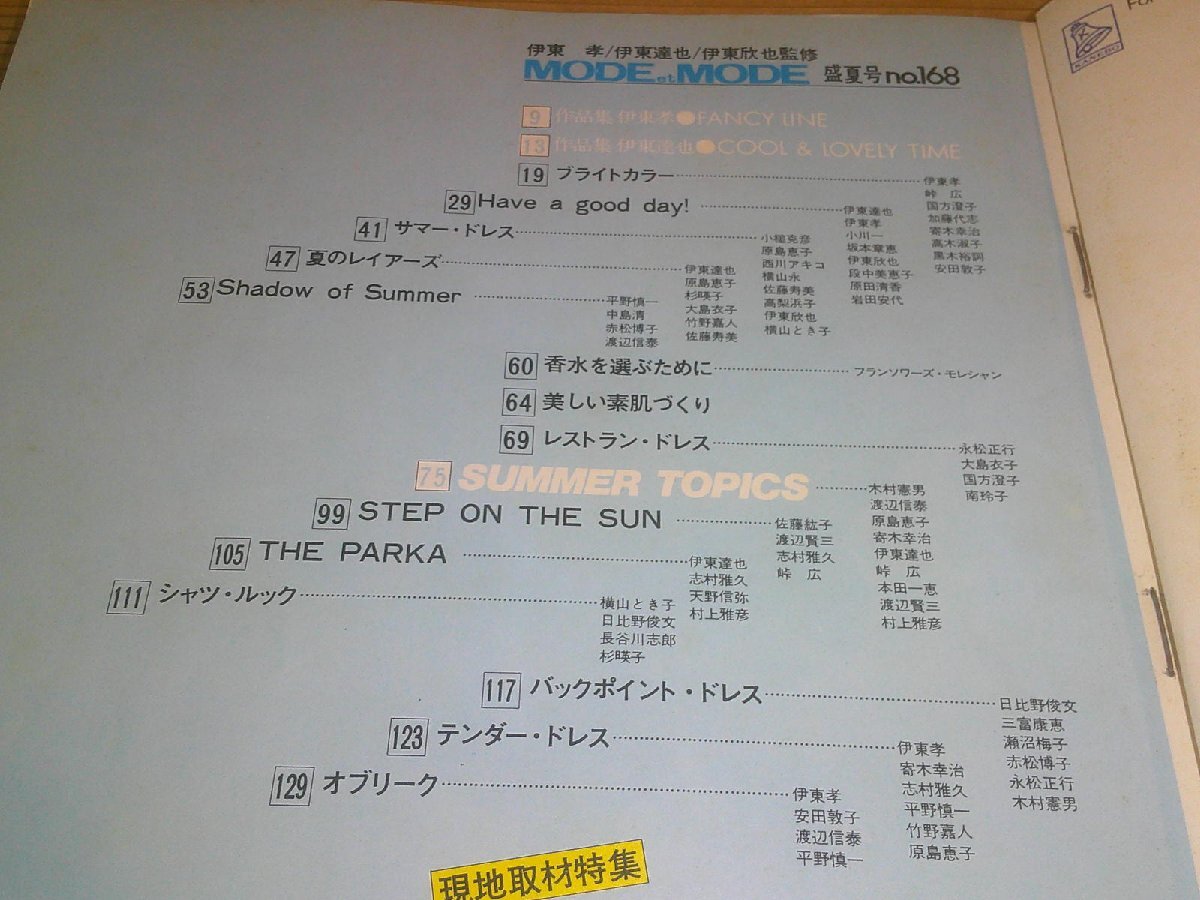 伊東 孝/伊東達也/伊東欣也監修
MODE et MODE 盛夏号 no.168
9 作品集 伊東孝●FANCY LINE
13 作品集 伊東達也●COOL & LOVELY TIME
19 ブライトカラー
伊東孝
峠 広
国方澄子
加藤代志
寄木幸治
高木淑子
黒木裕詞
安田敦子
29 Have a good day!
伊東達也
伊東孝
小川一
坂本章恵
伊東欣也
段中美恵子
原田清香
岩田安代
41 サマー・ドレス
小槌克彦
原島恵子
西川アキコ
横山永
佐藤寿美
高梨浜子
伊東欣也
横山とき子
47 夏のレイアーズ
伊東達也
原島恵子
杉暎子
大島衣子
竹野嘉人
佐藤寿美
53 Shadow of Summer
平野慎一
中島清
赤松博子
渡辺信泰
60 香水を選ぶために
フランソワーズ・モレシャン
64 美しい素肌づくり
69 レストラン・ドレス
永松正行
大島衣子
国方澄子
南玲子
75 SUMMER TOPICS
木村憲男
渡辺信泰
原島恵子
寄木幸治
伊東達也
峠 広
本田一恵
渡辺賢三
村上雅彦
99 STEP ON THE SUN
佐藤紘子
渡辺賢三
志村雅久
峠 広
105 THE PARKA
伊東達也
志村雅久
天野信弥
村上雅彦
111 シャツ・ルック
横山とき子
日比野俊文
長谷川志郎
杉暎子
117 バックポイント・ドレス
日比野俊文
三富康恵
瀬沼梅子
赤松博子
永松正行
木村憲男
123 テンダー・ドレス
伊東孝
寄木幸治
志村雅久
平野慎一
竹野嘉人
原島恵子
129 オブリーク
伊東孝
安田敦子
渡辺信泰
平野慎一
現地取材特集
KANEBO